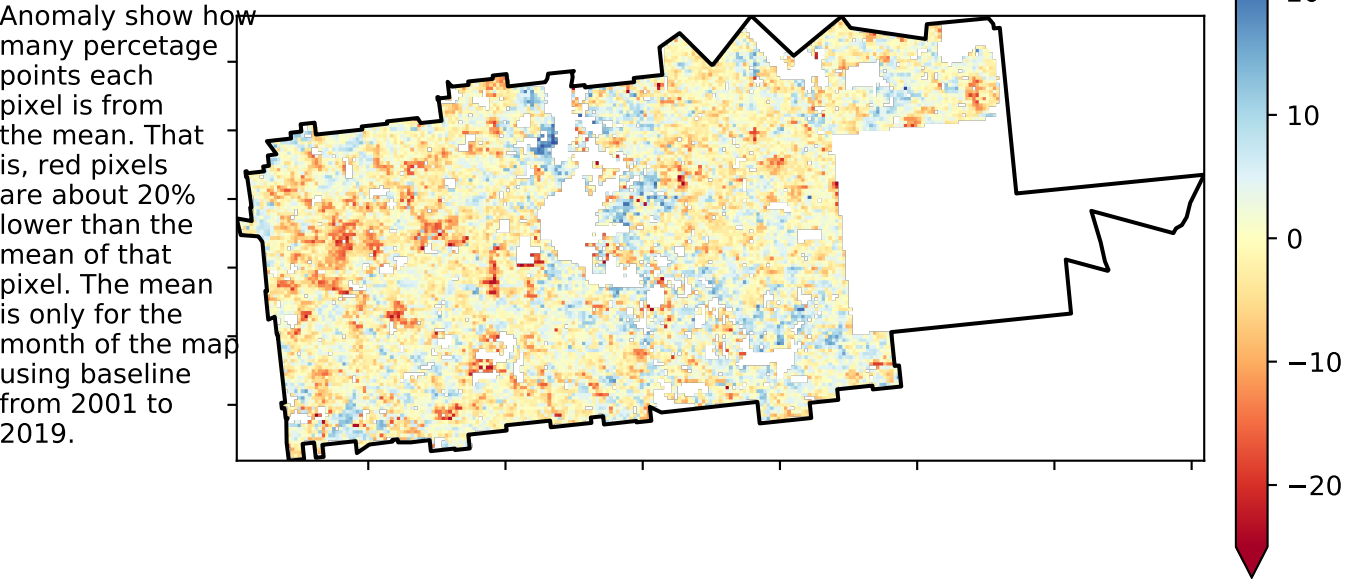 Anomaly show how
many percetage
points each
pixel is from
the mean. That
is, red pixels
are about 20%
lower than the
mean of that
pixel. The mean
is only for the
month of the map
using baseline
from 2001 to
2019.
10
0
−10
−20